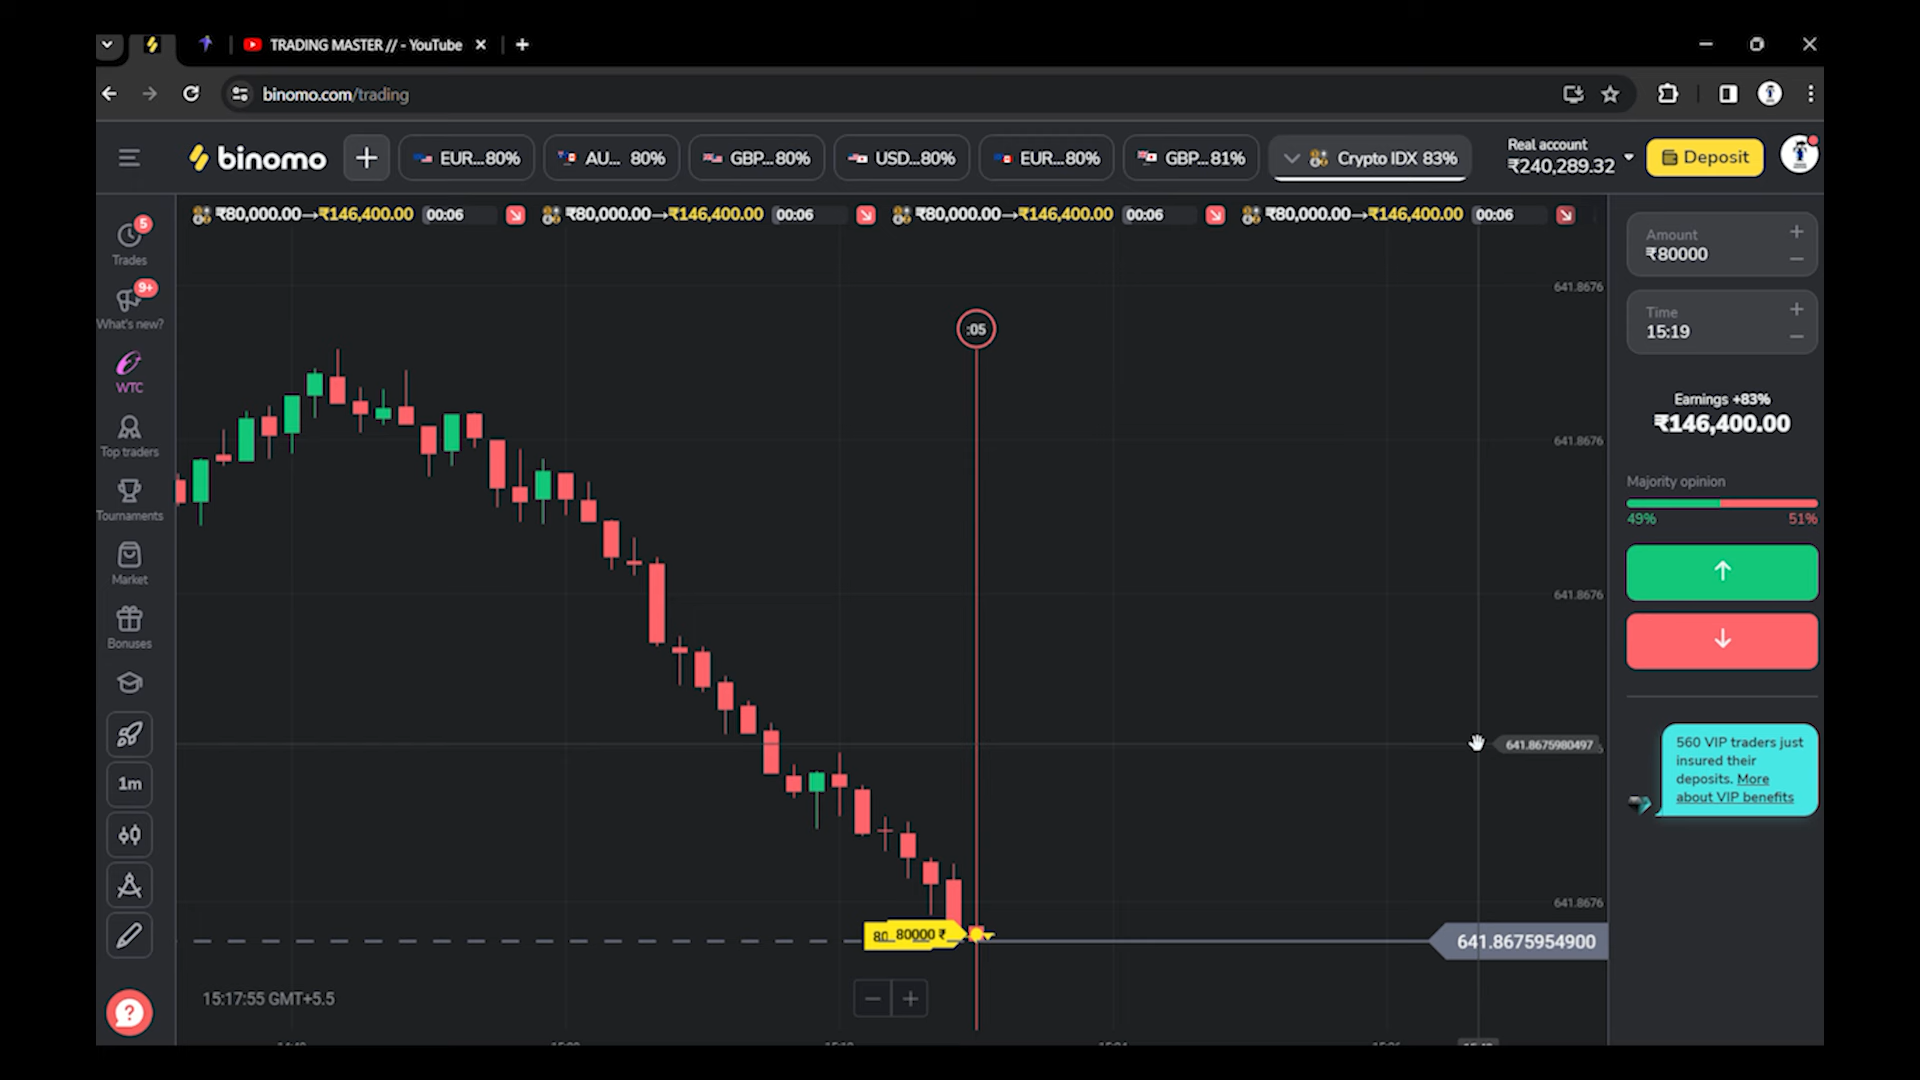 TRADING MASTER // - YouTube
binomo.com/trading
binomo
EUR...80%
AU... 80%
GBP...80%
USD...80%
EUR...80%
GBP...81%
Crypto IDX 83%
Real account
₹240,289.32
Deposit
₹80,000.00→₹146,400.00 00:06
₹80,000.00→₹146,400.00 00:06
₹80,000.00→₹146,400.00 00:06
₹80,000.00→₹146,400.00 00:06
5
Trades
9+
What's new?
WTC
Top traders
Tournaments
Market
Bonuses
1m
?
:05
641.8676
641.8676
641.8676
641.8675980497
641.8676
80
80000 ₹
641.8675954900
15:17:55 GMT+5.5
Amount
₹80000
Time
15:19
Earnings +83%
₹146,400.00
Majority opinion
49%
51%
560 VIP traders just
insured their
deposits. More
about VIP benefits